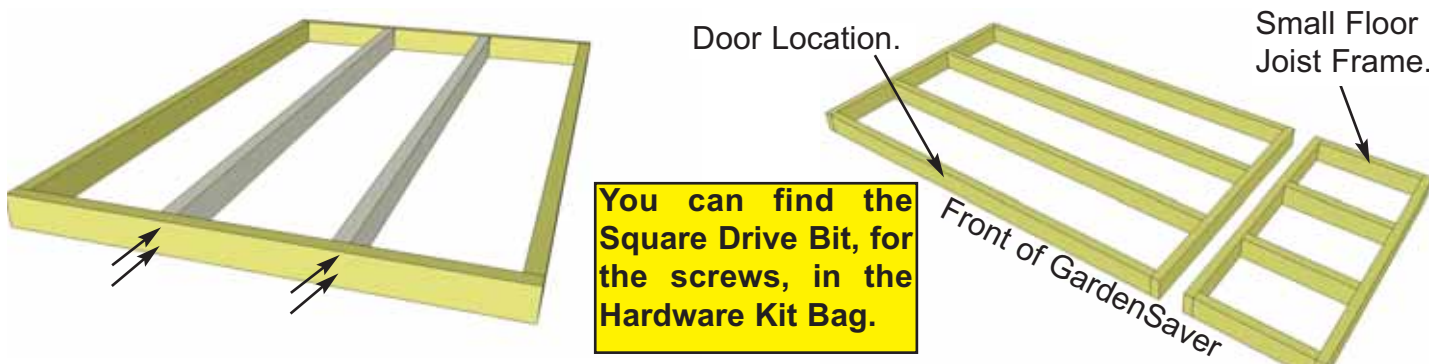 Door Location.
Small Floor
Joist Frame.
You can find the
Square Drive Bit, for
the screws, in the
Hardware Kit Bag.
Front of GardenSaver